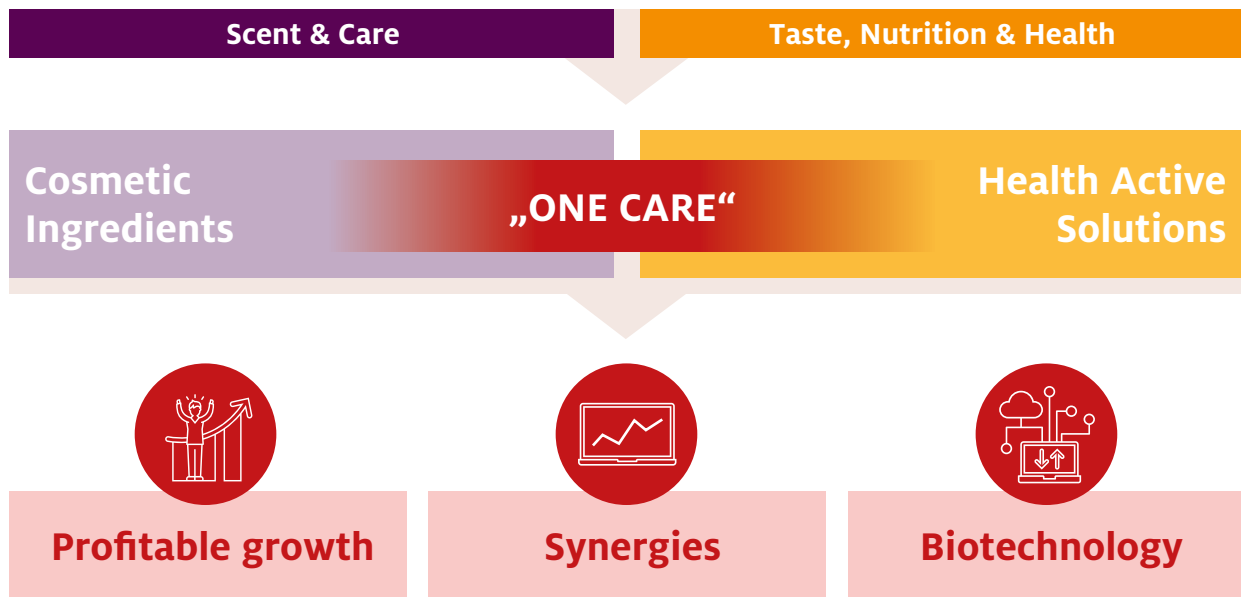 Scent & Care
Taste, Nutrition & Health
Cosmetic
Ingredients
„ONE CARE“
Health Active
Solutions
Profitable growth
Synergies
Biotechnology